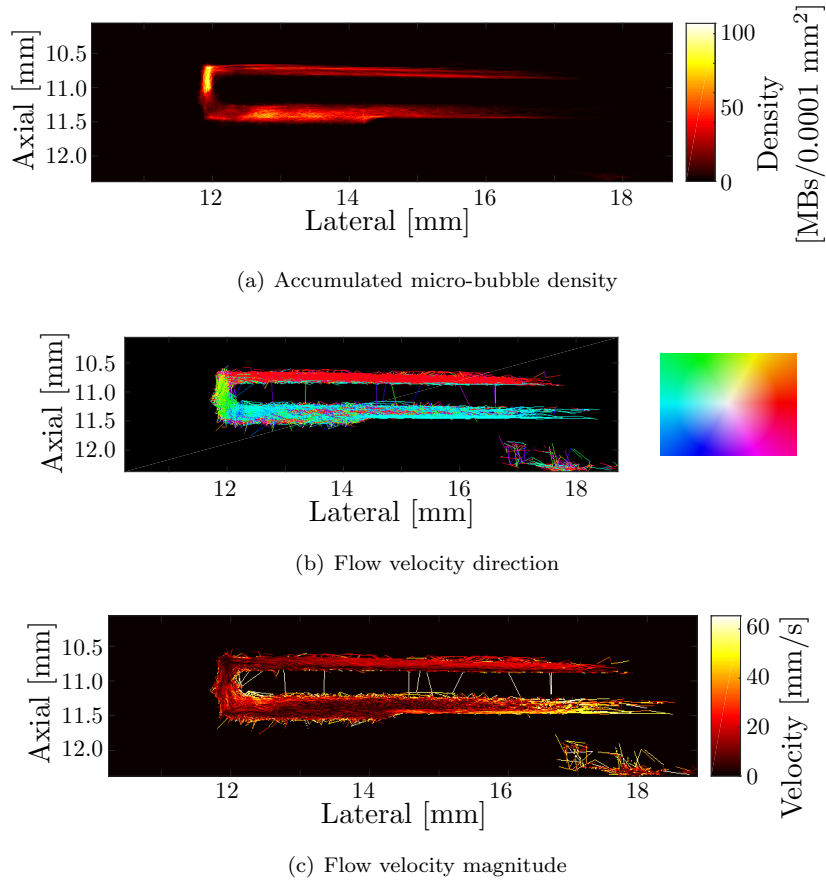 10.5
11.0
11.5
12.0
Axial [mm]
12 14 16 18
Lateral [mm]
100
50
0
Density
[MBs/0.0001 mm²]
(a) Accumulated micro-bubble density
10.5
11.0
11.5
12.0
Axial [mm]
12 14 16 18
Lateral [mm]
(b) Flow velocity direction
10.5
11.0
11.5
12.0
Axial [mm]
12 14 16 18
Lateral [mm]
60
40
20
0
Velocity [mm/s]
(c) Flow velocity magnitude